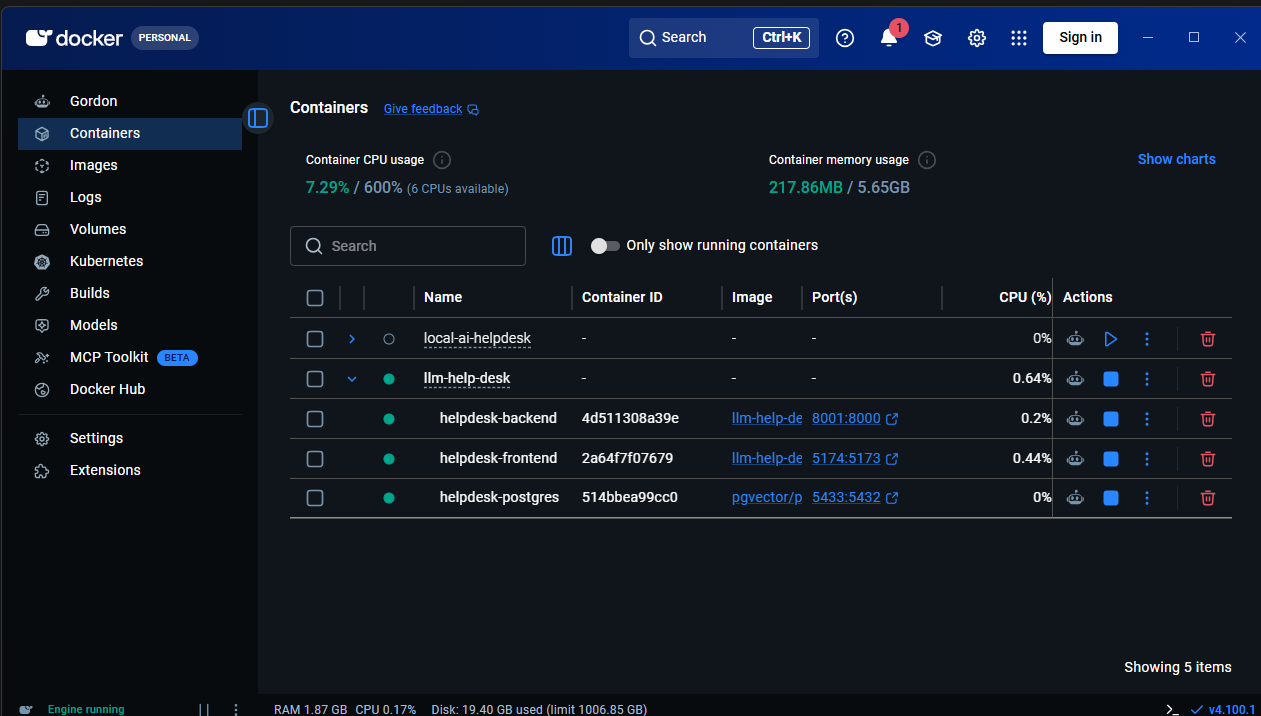 docker PERSONAL Search Ctrl+K 1 Sign in
Gordon
Containers
Images
Logs
Volumes
Kubernetes
Builds
Models
MCP Toolkit BETA
Docker Hub
Settings
Extensions
Containers Give feedback
Container CPU usage
7.29% / 600% (6 CPUs available)
Container memory usage
217.86MB / 5.65GB
Show charts
Search
Only show running containers
Name Container ID Image Port(s) CPU (%) Actions
local-ai-helpdesk - - - 0%
llm-help-desk - - - 0.64%
helpdesk-backend 4d511308a39e llm-help-de 8001:8000 0.2%
helpdesk-frontend 2a64f7f07679 llm-help-de 5174:5173 0.44%
helpdesk-postgres 514bbea99cc0 pgvector/p 5433:5432 0%
Showing 5 items
Engine running RAM 1.87 GB CPU 0.17% Disk: 19.40 GB used (limit 1006.85 GB) v4.100.1